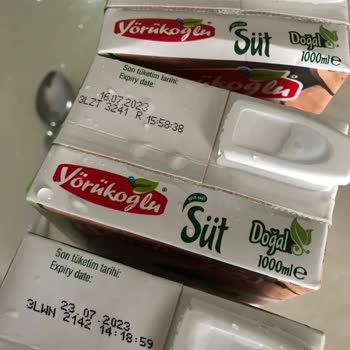 Yörükoğlu
Süt
Doğal
1000ml e
Son tüketim tarihi:
Expiry date:
16.07.2023
3LZT 3241 R 15:58:38
Yörükoğlu
Süt
Doğal
1000ml e
Son tüketim tarihi:
Expiry date:
23.07.2023
3LWN 2142 14:18:59